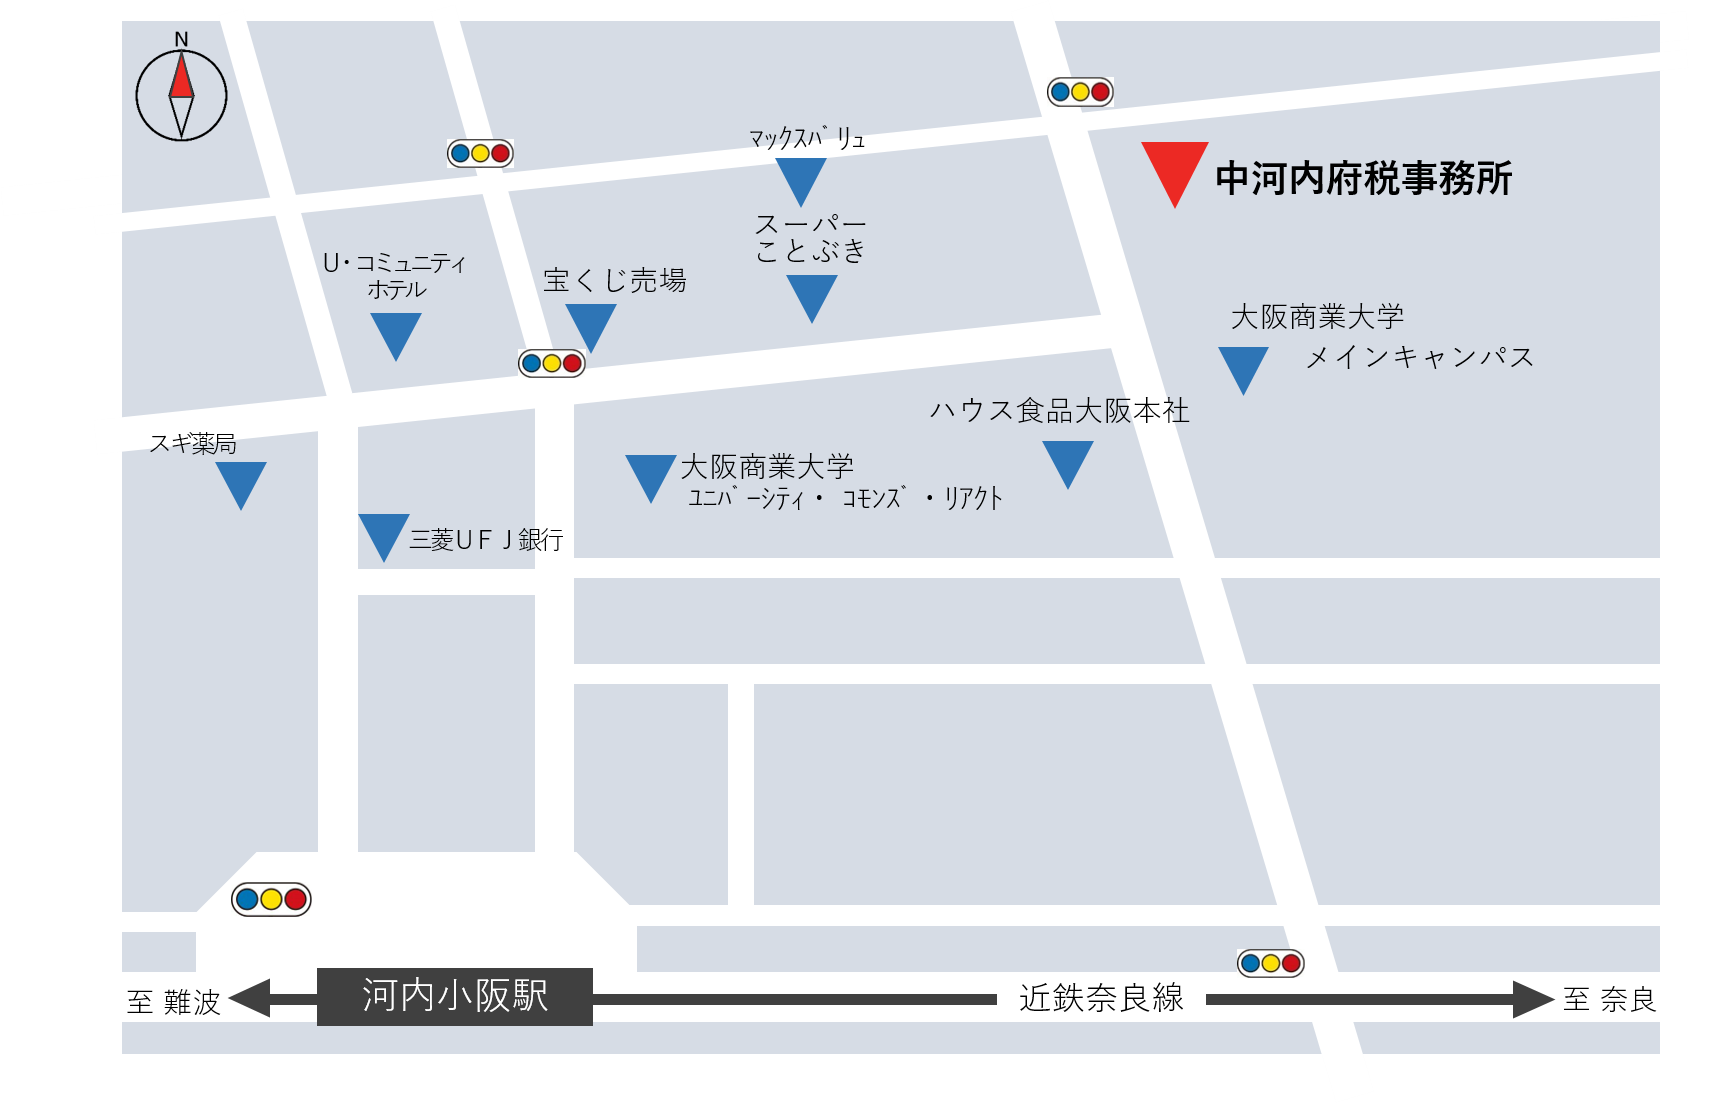 N
ﾏｯｸｽﾊﾞﾘｭ
中河内府税事務所
スーパー
ことぶき
U・コミュニティ
ホテル
宝くじ売場
大阪商業大学
メインキャンパス
ハウス食品大阪本社
スギ薬局
大阪商業大学
ﾕﾆﾊﾞｰｼﾃｨ・ ｺﾓﾝｽﾞ・ﾘｱｸﾄ
三菱ＵＦＪ銀行
至 難波
河内小阪駅
近鉄奈良線
至 奈良